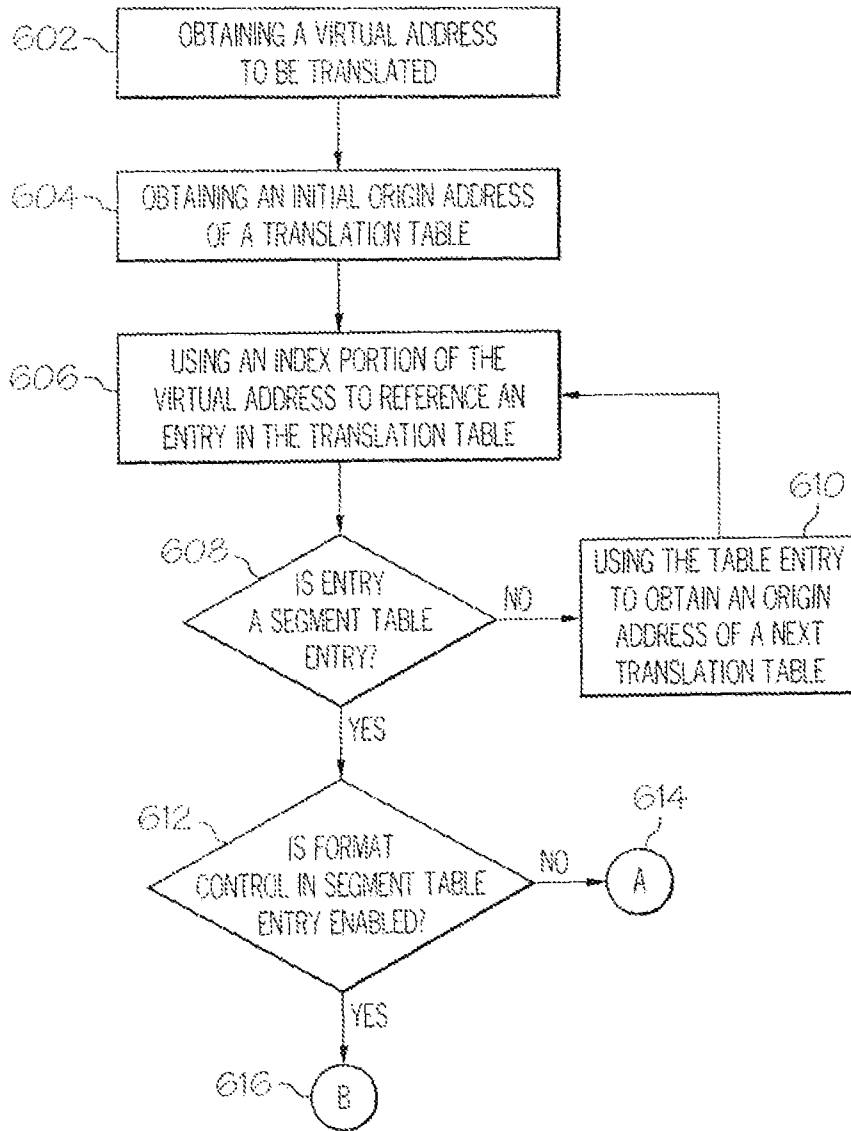 602
OBTAINING A VIRTUAL ADDRESS
TO BE TRANSLATED
604
OBTAINING AN INITIAL ORIGIN ADDRESS
OF A TRANSLATION TABLE
606
USING AN INDEX PORTION OF THE
VIRTUAL ADDRESS TO REFERENCE AN
ENTRY IN THE TRANSLATION TABLE
608
IS ENTRY
A SEGMENT TABLE
ENTRY?
NO
610
USING THE TABLE ENTRY
TO OBTAIN AN ORIGIN
ADDRESS OF A NEXT
TRANSLATION TABLE
YES
612
IS FORMAT
CONTROL IN SEGMENT TABLE
ENTRY ENABLED?
NO
614
A
YES
616
B